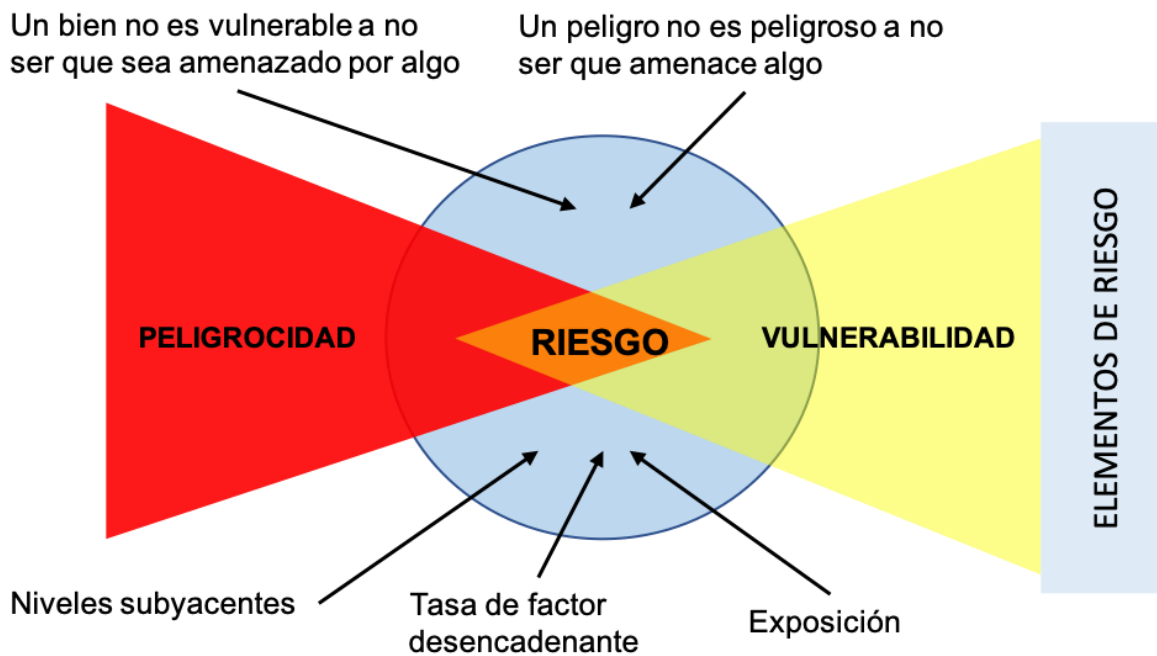 Un bien no es vulnerable a no
ser que sea amenazado por algo
Un peligro no es peligroso a no
ser que amenace algo
PELIGROCIDAD
RIESGO
VULNERABILIDAD
ELEMENTOS DE RIESGO
Niveles subyacentes
Tasa de factor
desencadenante
Exposición